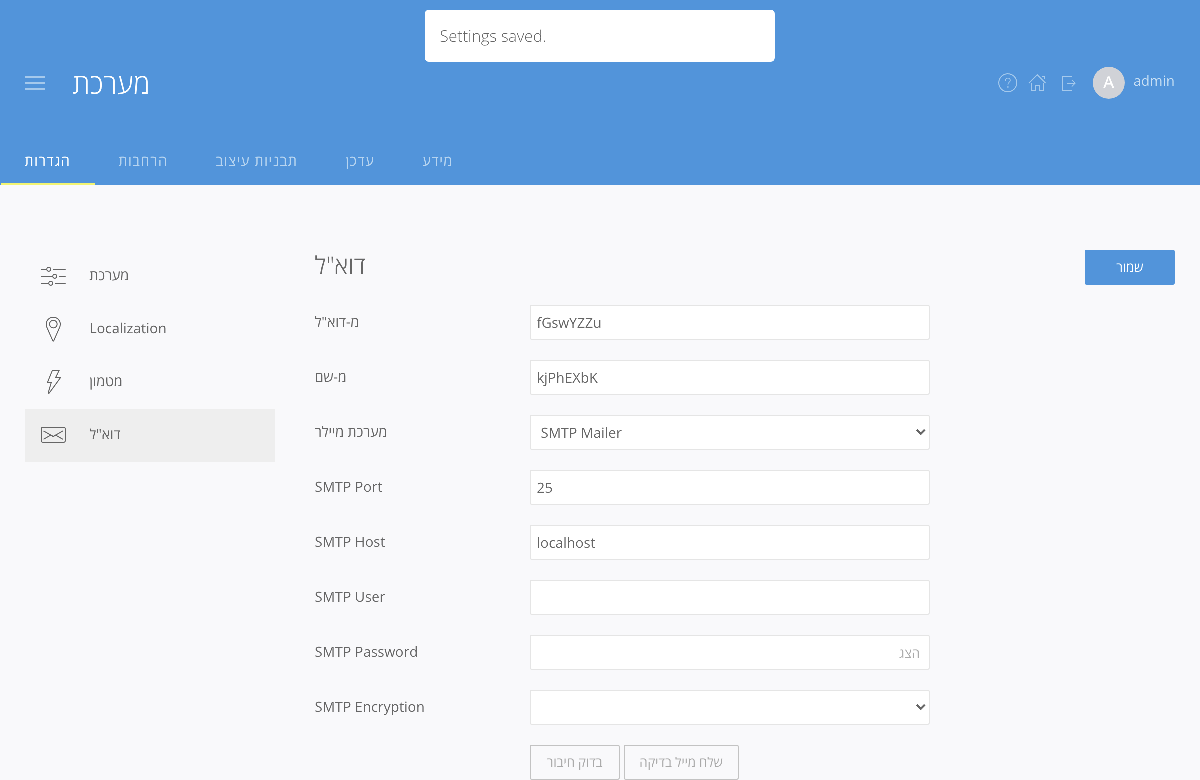 Settings saved.
מערכת
A
admin
הגדרות
הרחבות
תבניות עיצוב
עדכן
מידע
מערכת
Localization
מטמון
דוא"ל
דוא"ל
שמור
מ-דוא"ל
fGswYZZu
מ-שם
kjPhEXbK
מערכת מיילר
SMTP Mailer
SMTP Port
25
SMTP Host
localhost
SMTP User
SMTP Password
הצג
SMTP Encryption
בדוק חיבור
שלח מייל בדיקה